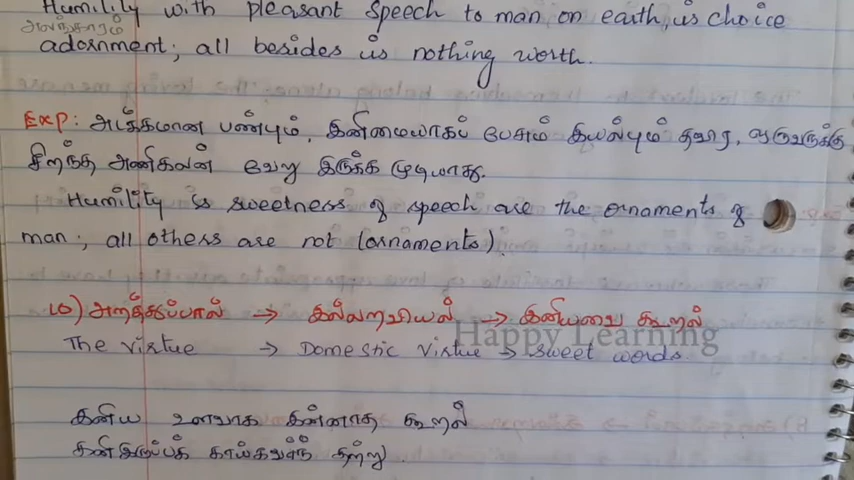 Humility with pleasant speech to man on earth, is choice
அலங்காரம்
adornment; all besides is nothing worth.
Exp: அடக்கமான பண்பும், இன்மையாகப் பேசும் இயல்பும் தவிர, ஒருவருக்கு
சிறந்த அணிகலன் வேறு இருக்க முடியாது.
Humility & sweetness of speech are the ornaments of
man; all others are not (ornaments).
10) அறத்துப்பால் → இல்லறவியல் → இனியவை கூறல்
The virtue → Domestic virtue → sweet words.
Happy Learning
இனிய உளவாக இன்னாத கூறல்
கனிஇருப்பக் காய்கவர்ந் தற்று.